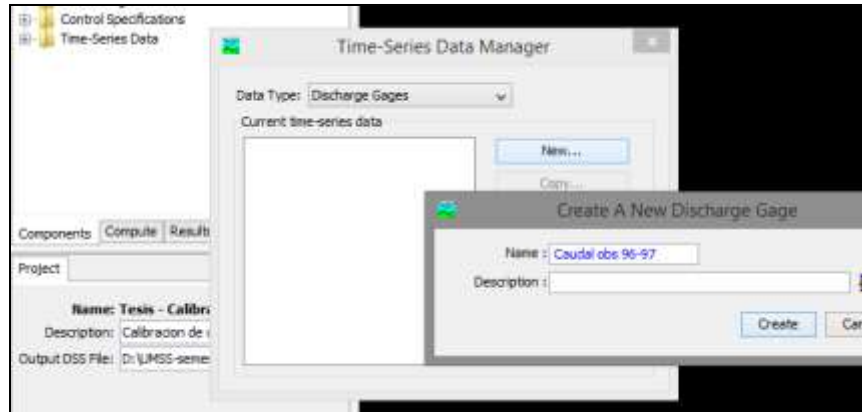 Control Specifications
Time-Series Data
Time-Series Data Manager
Data Type: Discharge Gages
Current time-series data
New...
Copy...
Create A New Discharge Gage
Name : Caudal obs 96-97
Description :
Create
Components Compute
Project
Name: Tesis -
Description: Calibracion de
Output DSS File: